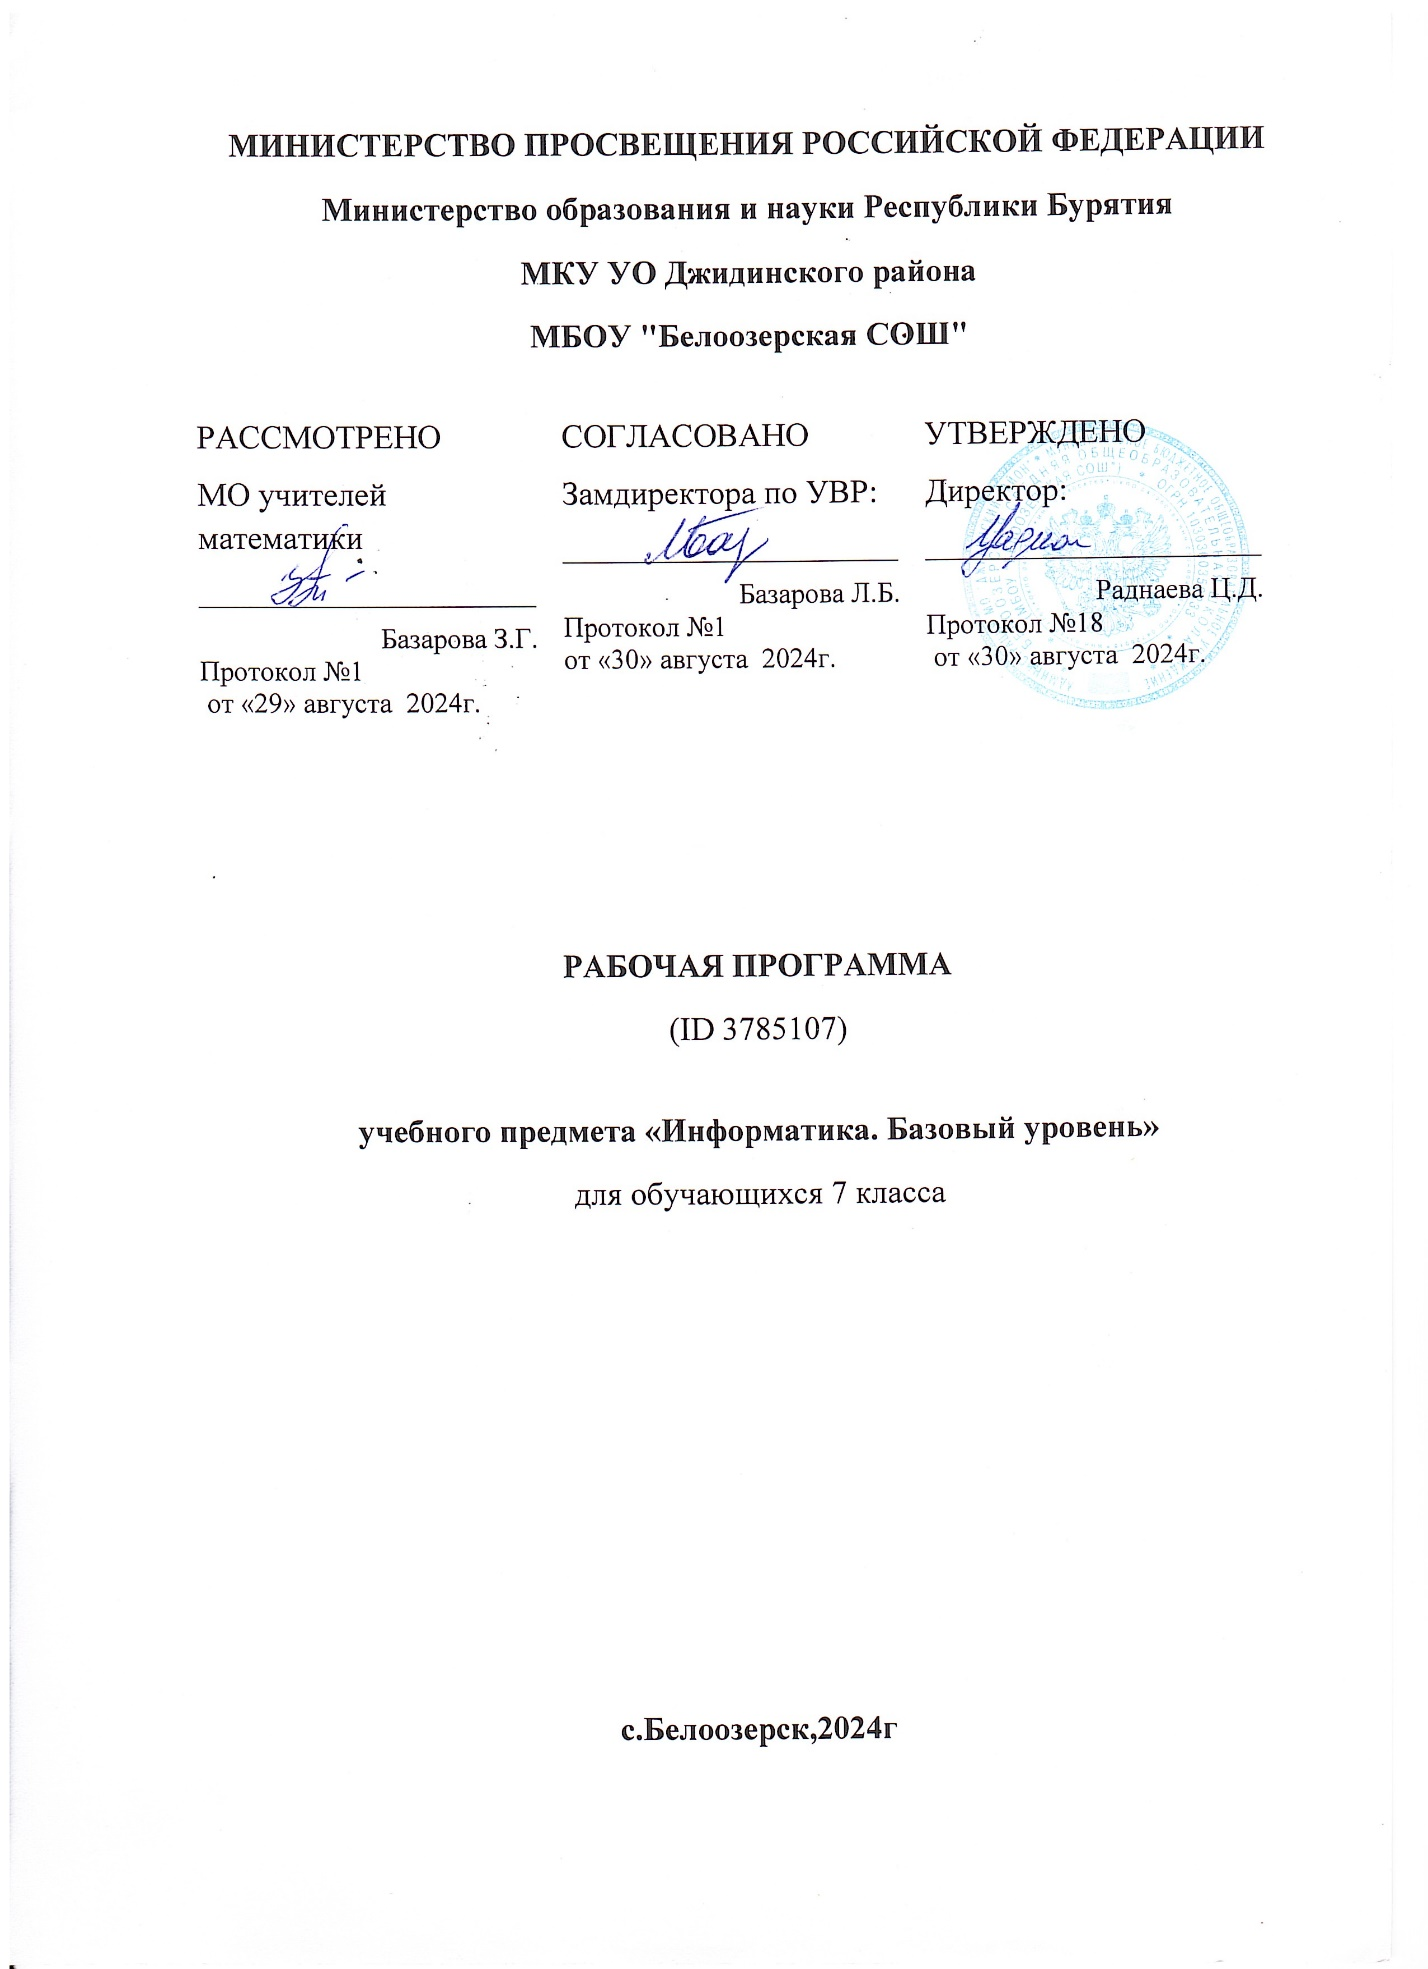 МИНИСТЕРСТВО ПРОСВЕЩЕНИЯ РОССИЙСКОЙ ФЕДЕРАЦИИ
Министерство образования и науки Республики Бурятия
МКУ УО Джидинского района
МБОУ "Белоозерская СОШ"
РАССМОТРЕНО
МО учителей
математики
Базарова З.Г.
Протокол №1
от «29» августа 2024г.
СОГЛАСОВАНО
Замдиректора по УВР:
Базарова Л.Б.
Протокол №1
от «30» августа 2024г.
УТВЕРЖДЕНО
Директор:
Раднаева Ц.Д.
Протокол №18
от «30» августа 2024г.
РАБОЧАЯ ПРОГРАММА
(ID 3785107)
учебного предмета «Информатика. Базовый уровень»
для обучающихся 7 класса
с.Белоозерск,2024г